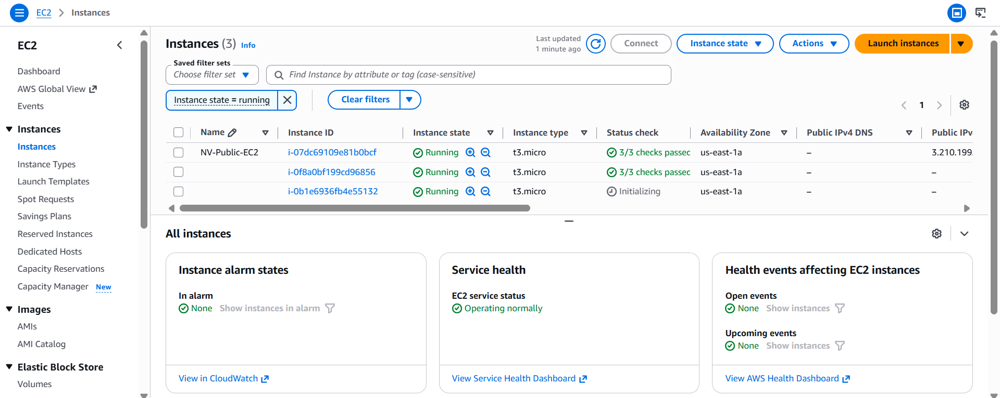 EC2 > Instances
EC2
Dashboard
AWS Global View
Events
Instances
Instances
Instance Types
Launch Templates
Spot Requests
Savings Plans
Reserved Instances
Dedicated Hosts
Capacity Reservations
Capacity Manager New
Images
AMIs
AMI Catalog
Elastic Block Store
Volumes
Instances (3) Info
Last updated
1 minute ago
Connect
Instance state
Actions
Launch instances
Saved filter sets
Choose filter set
Find Instance by attribute or tag (case-sensitive)
Instance state = running
Clear filters
1
Name Instance ID Instance state Instance type Status check Availability Zone Public IPv4 DNS Public IPv
NV-Public-EC2 i-07dc69109e81b0bcf Running t3.micro 3/3 checks passed us-east-1a – 3.210.199.
i-0f8a0bf199cd96856 Running t3.micro 3/3 checks passed us-east-1a – –
i-0b1e6936fb4e55132 Running t3.micro Initializing us-east-1a – –
All instances
Instance alarm states
In alarm
None Show instances in alarm
View in CloudWatch
Service health
EC2 service status
Operating normally
View Service Health Dashboard
Health events affecting EC2 instances
Open events
None Show instances
Upcoming events
None Show instances
View AWS Health Dashboard